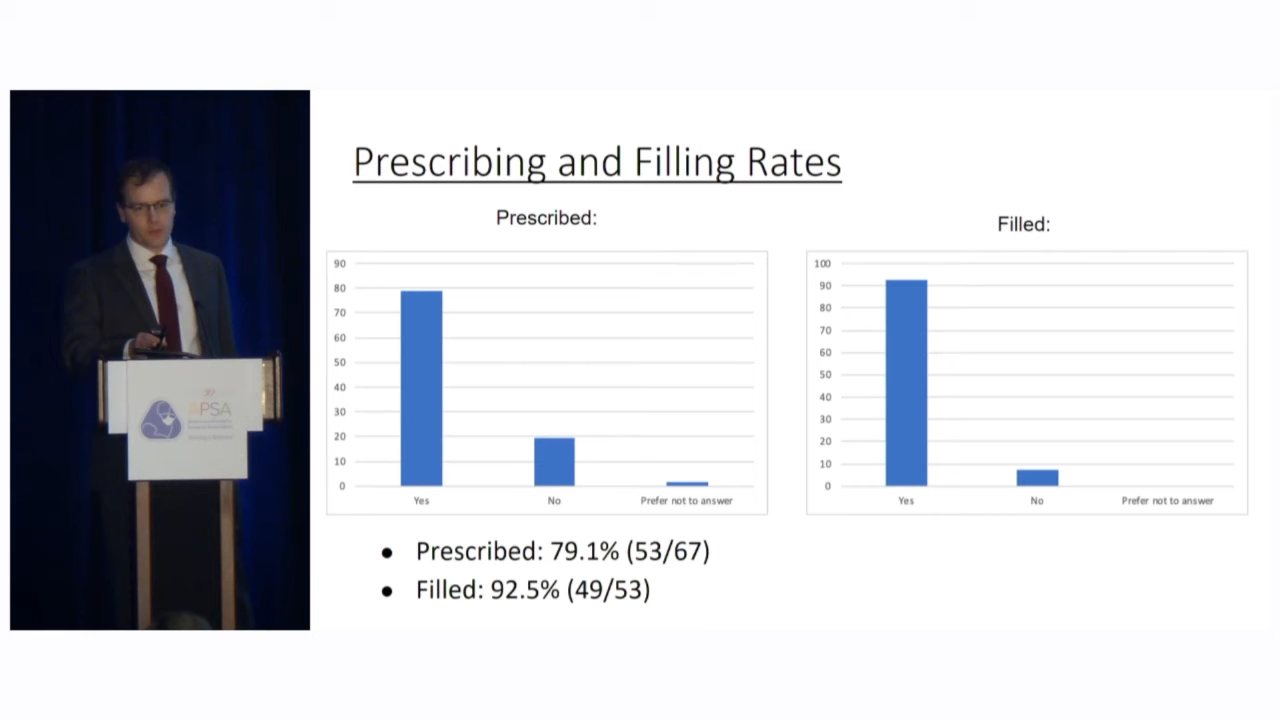 Prescribing and Filling Rates
Prescribed:
90
80
70
60
50
40
30
20
10
0
Yes
No
Prefer not to answer
Filled:
100
90
80
70
60
50
40
30
20
10
0
Yes
No
Prefer not to answer
● Prescribed: 79.1% (53/67)
● Filled: 92.5% (49/53)
APSA